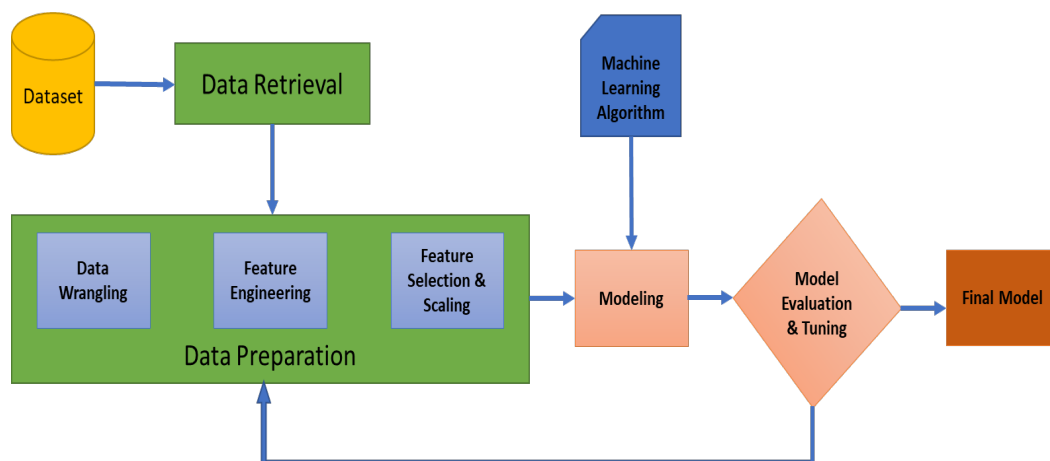 Dataset
Data Retrieval
Machine
Learning
Algorithm
Data
Wrangling
Feature
Engineering
Feature
Selection &
Scaling
Data Preparation
Modeling
Model
Evaluation
& Tuning
Final Model